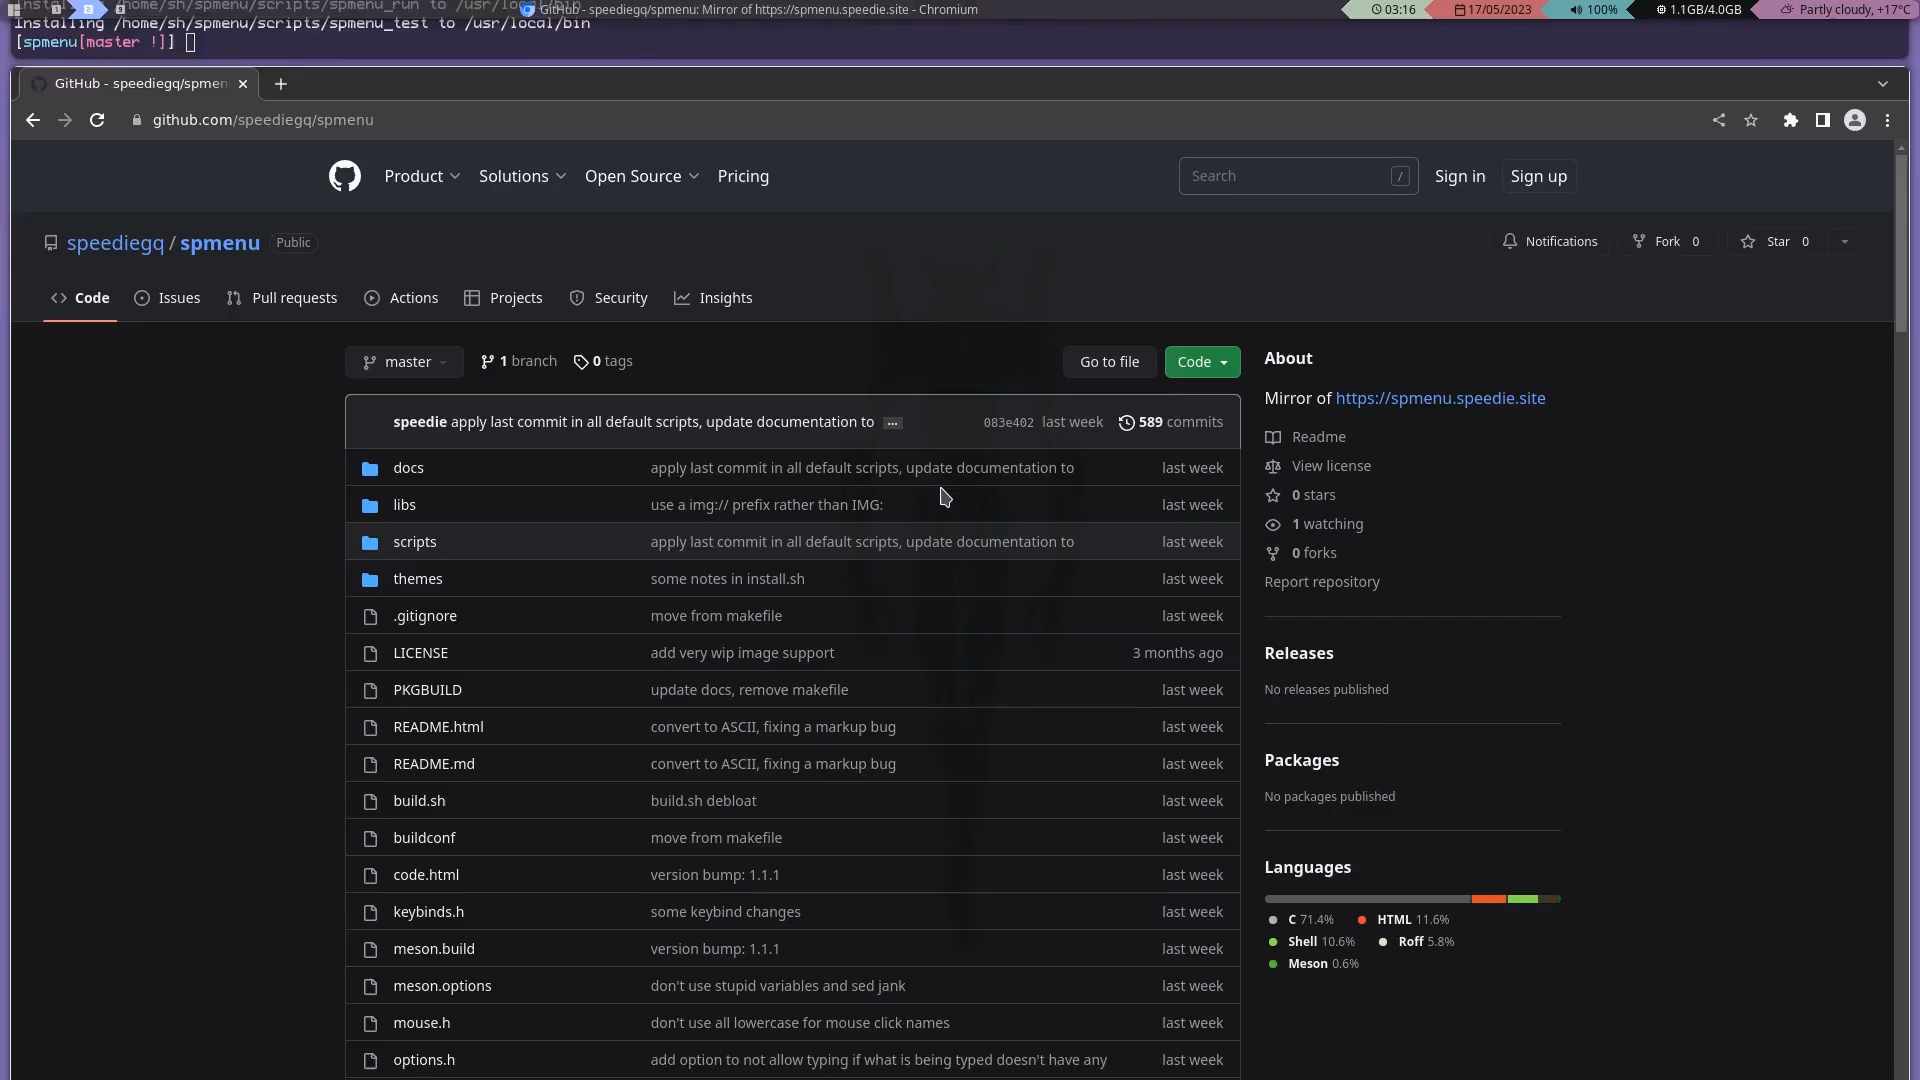 Installing /home/sh/spmenu/scripts/spmenu_run to /usr/local/bin
2 3 GitHub - speediegq/spmenu: Mirror of https://spmenu.speedie.site - Chromium 03:16 17/05/2023 100% 1.1GB/4.0GB Partly cloudy, +17°C
Installing /home/sh/spmenu/scripts/spmenu_test to /usr/local/bin
[spmenu[master !]]
GitHub - speediegq/spmen
github.com/speediegq/spmenu
Product Solutions Open Source Pricing Search / Sign in Sign up
speediegq / spmenu Public Notifications Fork 0 Star 0
Code Issues Pull requests Actions Projects Security Insights
master 1 branch 0 tags Go to file Code
speedie apply last commit in all default scripts, update documentation to ... 083e402 last week 589 commits
docs apply last commit in all default scripts, update documentation to last week
libs use a img:// prefix rather than IMG: last week
scripts apply last commit in all default scripts, update documentation to last week
themes some notes in install.sh last week
.gitignore move from makefile last week
LICENSE add very wip image support 3 months ago
PKGBUILD update docs, remove makefile last week
README.html convert to ASCII, fixing a markup bug last week
README.md convert to ASCII, fixing a markup bug last week
build.sh build.sh debloat last week
buildconf move from makefile last week
code.html version bump: 1.1.1 last week
keybinds.h some keybind changes last week
meson.build version bump: 1.1.1 last week
meson.options don't use stupid variables and sed jank last week
mouse.h don't use all lowercase for mouse click names last week
options.h add option to not allow typing if what is being typed doesn't have any last week
About
Mirror of https://spmenu.speedie.site
Readme
View license
0 stars
1 watching
0 forks
Report repository
Releases
No releases published
Packages
No packages published
Languages
C 71.4% HTML 11.6%
Shell 10.6% Roff 5.8%
Meson 0.6%